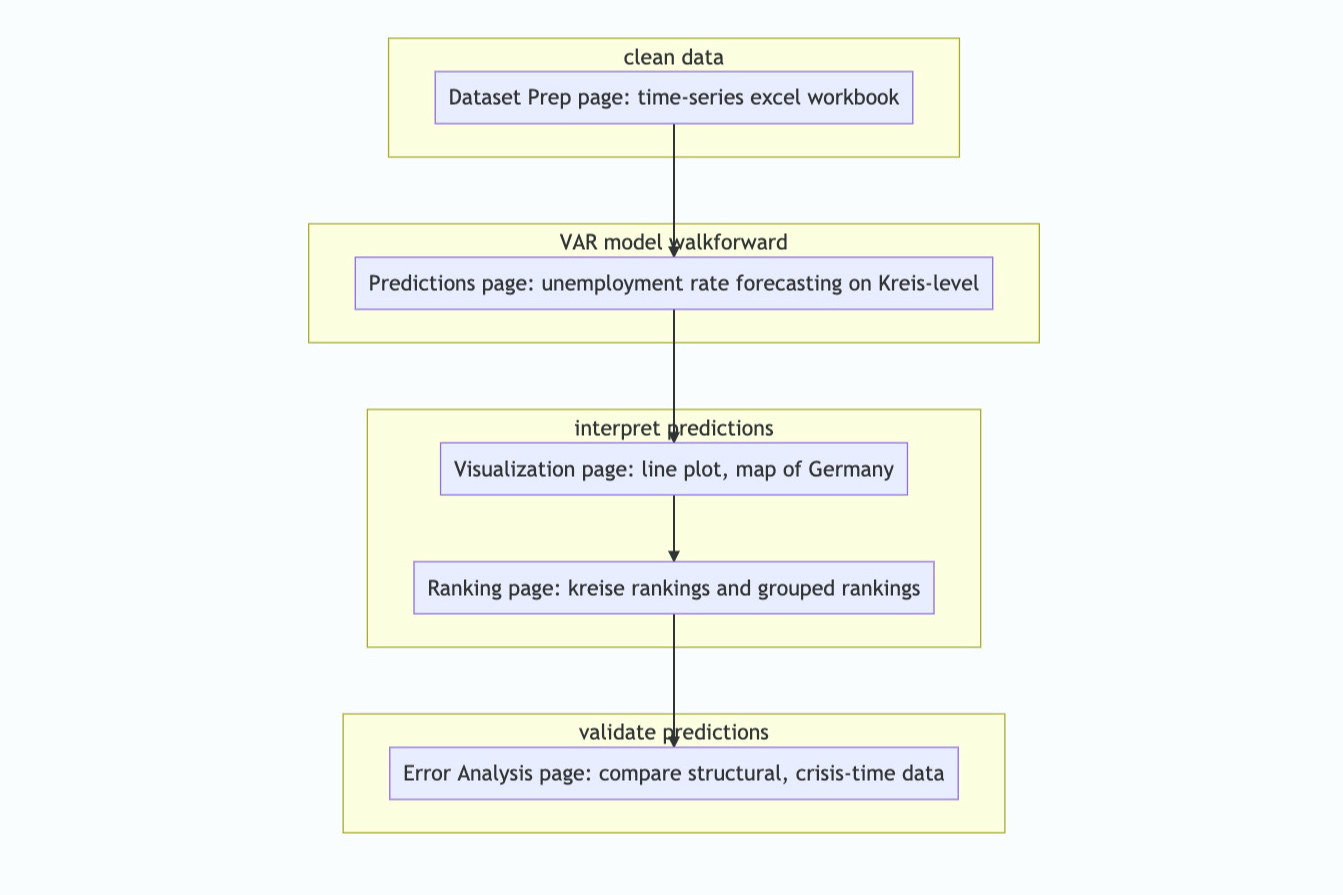 clean data
Dataset Prep page: time-series excel workbook
VAR model walkforward
Predictions page: unemployment rate forecasting on Kreis-level
interpret predictions
Visualization page: line plot, map of Germany
Ranking page: kreise rankings and grouped rankings
validate predictions
Error Analysis page: compare structural, crisis-time data